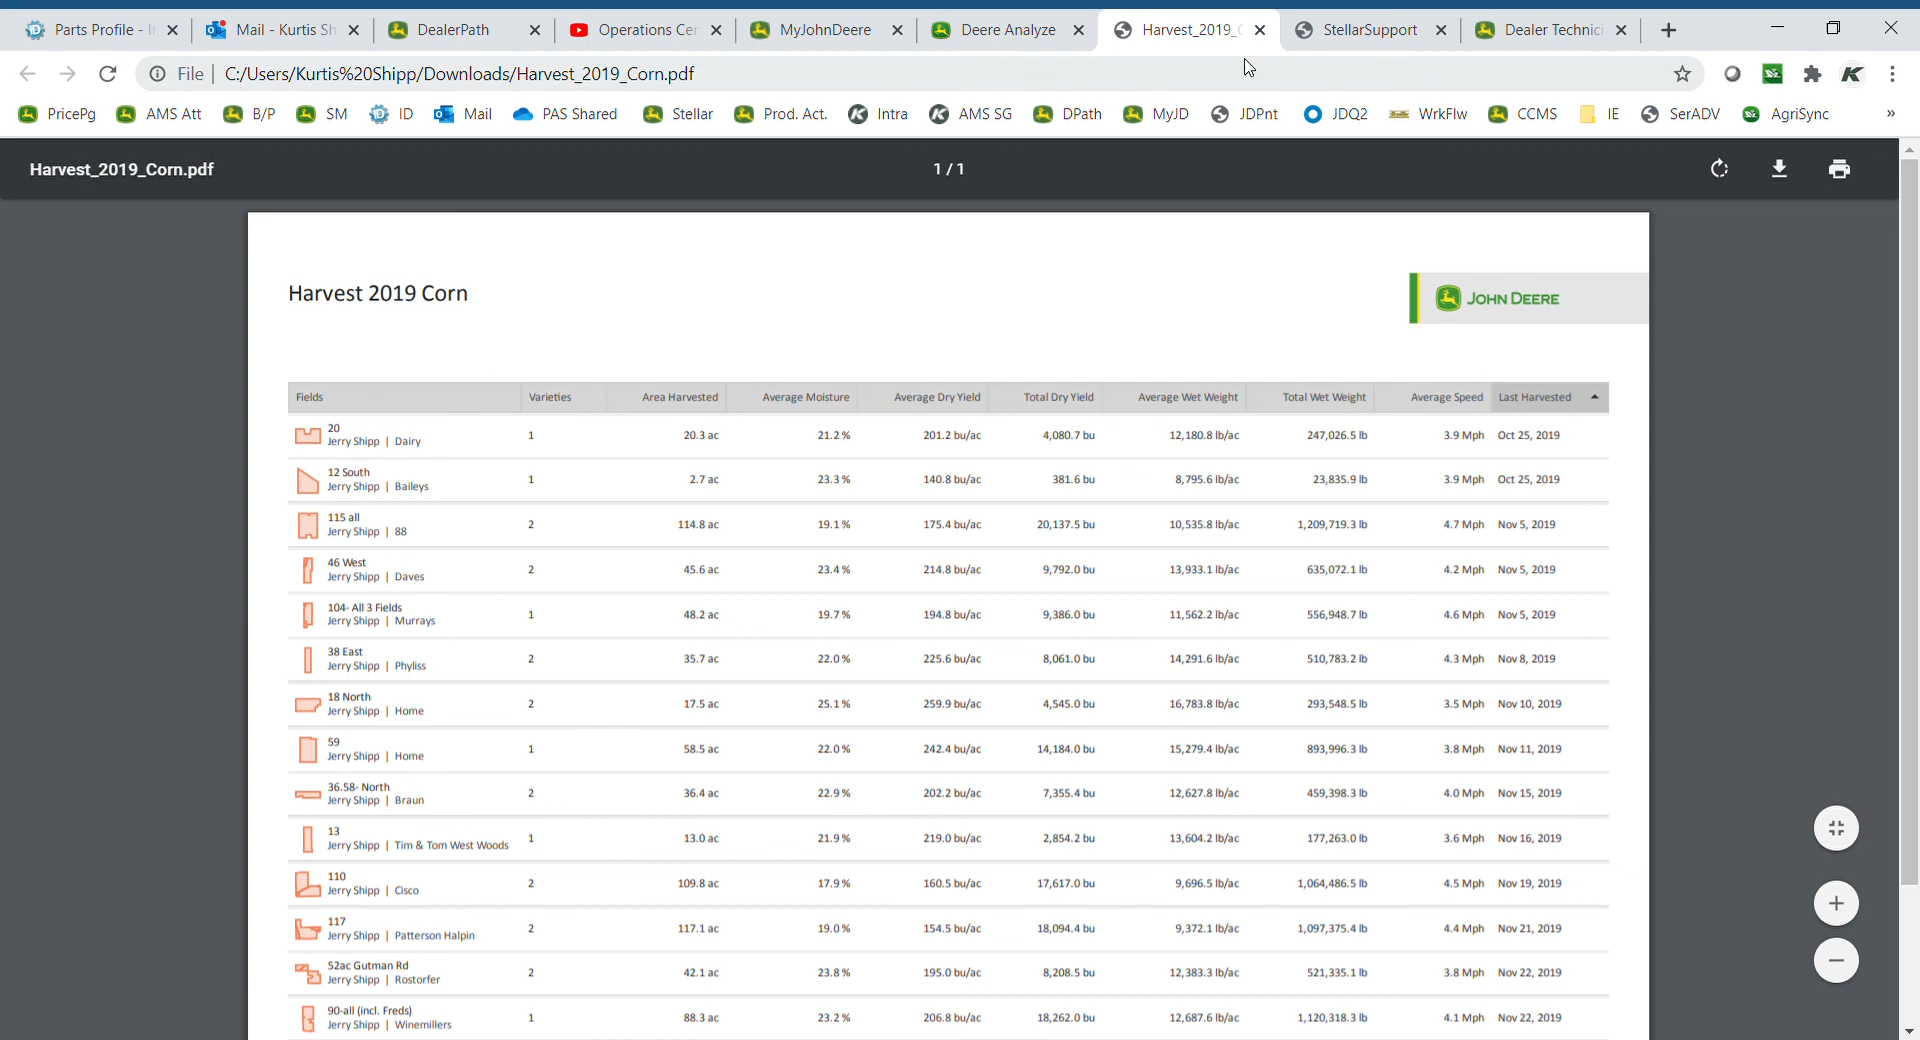 Parts Profile - I
Mail - Kurtis Sh
DealerPath
Operations Cer
MyJohnDeere
Deere Analyze
Harvest_2019_C
StellarSupport
Dealer Technici
File | C:/Users/Kurtis%20Shipp/Downloads/Harvest_2019_Corn.pdf
PricePg AMS Att B/P SM ID Mail PAS Shared Stellar Prod. Act. Intra AMS SG DPath MyJD JDPnt JDQ2 WrkFlw CCMS IE SerADV AgriSync »
Harvest_2019_Corn.pdf 1 / 1
Harvest 2019 Corn
JOHN DEERE
Fields Varieties Area Harvested Average Moisture Average Dry Yield Total Dry Yield Average Wet Weight Total Wet Weight Average Speed Last Harvested
20
Jerry Shipp | Dairy
1 20.3 ac 21.2 % 201.2 bu/ac 4,080.7 bu 12,180.8 lb/ac 247,026.5 lb 3.9 Mph Oct 25, 2019
12 South
Jerry Shipp | Baileys
1 2.7 ac 23.3 % 140.8 bu/ac 381.6 bu 8,795.6 lb/ac 23,835.9 lb 3.9 Mph Oct 25, 2019
115 all
Jerry Shipp | 88
2 114.8 ac 19.1 % 175.4 bu/ac 20,137.5 bu 10,535.8 lb/ac 1,209,719.3 lb 4.7 Mph Nov 5, 2019
46 West
Jerry Shipp | Daves
2 45.6 ac 23.4 % 214.8 bu/ac 9,792.0 bu 13,933.1 lb/ac 635,072.1 lb 4.2 Mph Nov 5, 2019
104- All 3 Fields
Jerry Shipp | Murrays
1 48.2 ac 19.7 % 194.8 bu/ac 9,386.0 bu 11,562.2 lb/ac 556,948.7 lb 4.6 Mph Nov 5, 2019
38 East
Jerry Shipp | Phyliss
2 35.7 ac 22.0 % 225.6 bu/ac 8,061.0 bu 14,291.6 lb/ac 510,783.2 lb 4.3 Mph Nov 8, 2019
18 North
Jerry Shipp | Home
2 17.5 ac 25.1 % 259.9 bu/ac 4,545.0 bu 16,783.8 lb/ac 293,548.5 lb 3.5 Mph Nov 10, 2019
59
Jerry Shipp | Home
1 58.5 ac 22.0 % 242.4 bu/ac 14,184.0 bu 15,279.4 lb/ac 893,996.3 lb 3.8 Mph Nov 11, 2019
36.58- North
Jerry Shipp | Braun
2 36.4 ac 22.9 % 202.2 bu/ac 7,355.4 bu 12,627.8 lb/ac 459,398.3 lb 4.0 Mph Nov 15, 2019
13
Jerry Shipp | Tim & Tom West Woods
1 13.0 ac 21.9 % 219.0 bu/ac 2,854.2 bu 13,604.2 lb/ac 177,263.0 lb 3.6 Mph Nov 16, 2019
110
Jerry Shipp | Cisco
2 109.8 ac 17.9 % 160.5 bu/ac 17,617.0 bu 9,696.5 lb/ac 1,064,486.5 lb 4.5 Mph Nov 19, 2019
117
Jerry Shipp | Patterson Halpin
2 117.1 ac 19.0 % 154.5 bu/ac 18,094.4 bu 9,372.1 lb/ac 1,097,375.4 lb 4.4 Mph Nov 21, 2019
52ac Gutman Rd
Jerry Shipp | Rostorfer
2 42.1 ac 23.8 % 195.0 bu/ac 8,208.5 bu 12,383.3 lb/ac 521,335.1 lb 3.8 Mph Nov 22, 2019
90-all (incl. Freds)
Jerry Shipp | Winemillers
1 88.3 ac 23.2 % 206.8 bu/ac 18,262.0 bu 12,687.6 lb/ac 1,120,318.3 lb 4.1 Mph Nov 22, 2019